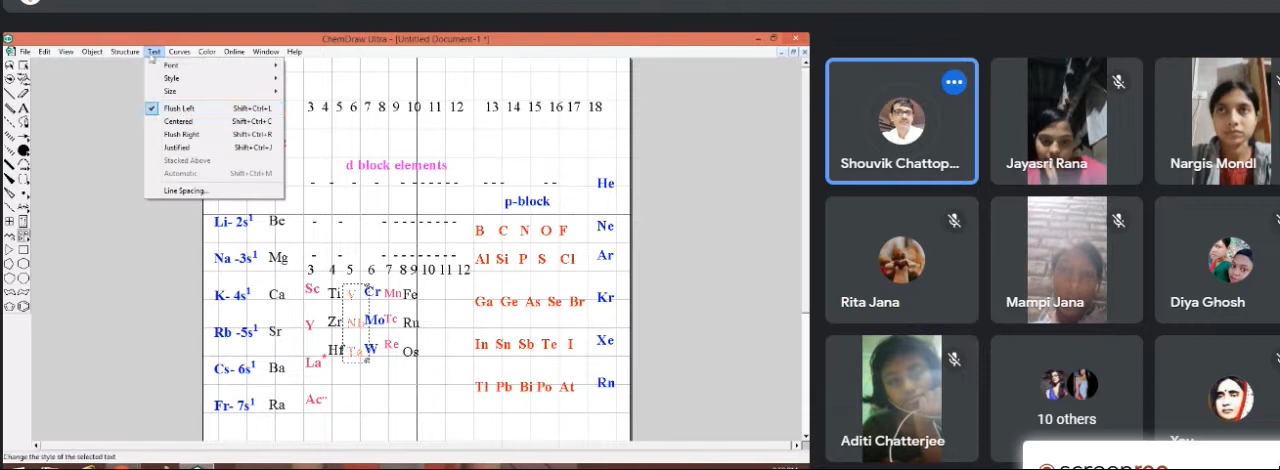 ChemDraw Ultra - [Untitled Document-1 *]
File Edit View Object Structure Text Curves Color Online Window Help
Font
Style
Size
Flush Left Shift+Ctrl+L
Centered Shift+Ctrl+C
Flush Right Shift+Ctrl+R
Justified Shift+Ctrl+J
Stacked Above
Automatic Shift+Ctrl+M
Line Spacing...
3 4 5 6 7 8 9 10 11 12 13 14 15 16 17 18
d block elements
- - - - - - - - - - - - - - - He
p-block
Li- 2s¹ Be - - - - - - - - - - B C N O F Ne
Na -3s¹ Mg - - - - - - - - - - Al Si P S Cl Ar
3 4 5 6 7 8 9 10 11 12
K- 4s¹ Ca Sc Ti V Cr Mn Fe Ga Ge As Se Br Kr
Rb -5s¹ Sr Y Zr Nb Mo Tc Ru In Sn Sb Te I Xe
Cs- 6s¹ Ba La* Hf Ta W Re Os Tl Pb Bi Po At Rn
Fr- 7s¹ Ra Ac**
Change the style of the selected text
Shouvik Chattop...
Jayasri Rana
Nargis Mondl
Rita Jana
Mampi Jana
Diya Ghosh
Aditi Chatterjee
10 others
You
screenrec